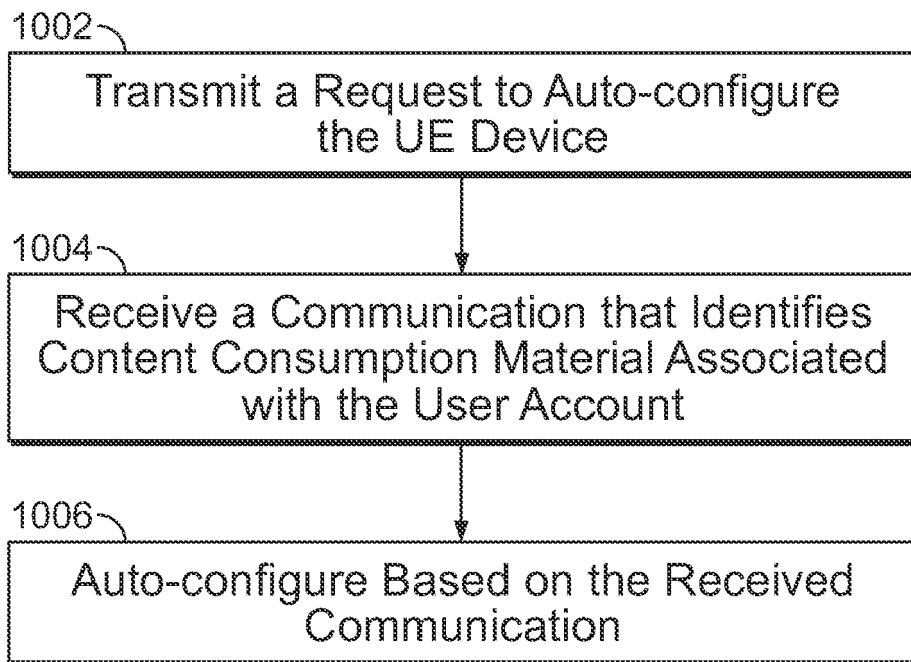 1002
Transmit a Request to Auto-configure
the UE Device
1004
Receive a Communication that Identifies
Content Consumption Material Associated
with the User Account
1006
Auto-configure Based on the Received
Communication